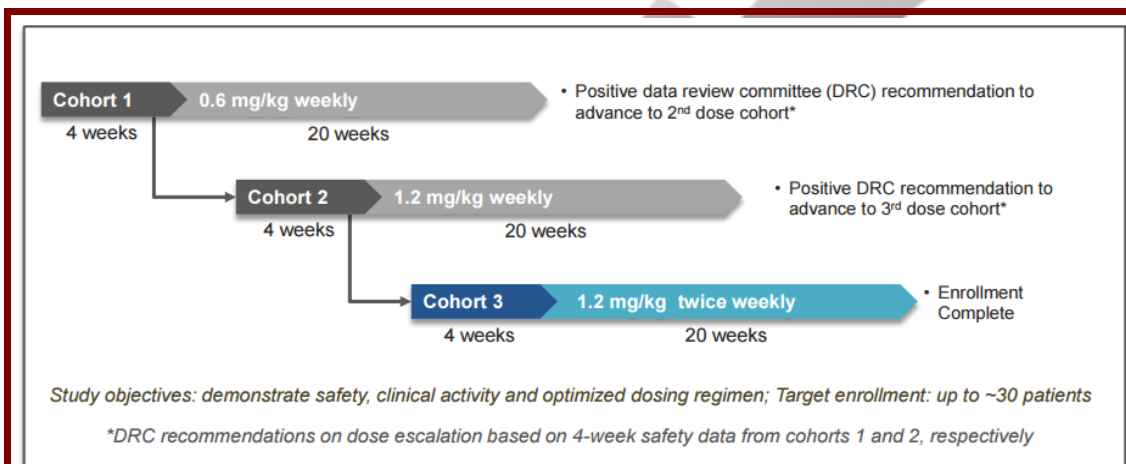 Cohort 1
0.6 mg/kg weekly
4 weeks
20 weeks
• Positive data review committee (DRC) recommendation to
advance to 2nd dose cohort*
Cohort 2
1.2 mg/kg weekly
4 weeks
20 weeks
• Positive DRC recommendation to
advance to 3rd dose cohort*
Cohort 3
1.2 mg/kg  twice weekly
4 weeks
20 weeks
• Enrollment
Complete
Study objectives: demonstrate safety, clinical activity and optimized dosing regimen; Target enrollment: up to ~30 patients
*DRC recommendations on dose escalation based on 4-week safety data from cohorts 1 and 2, respectively